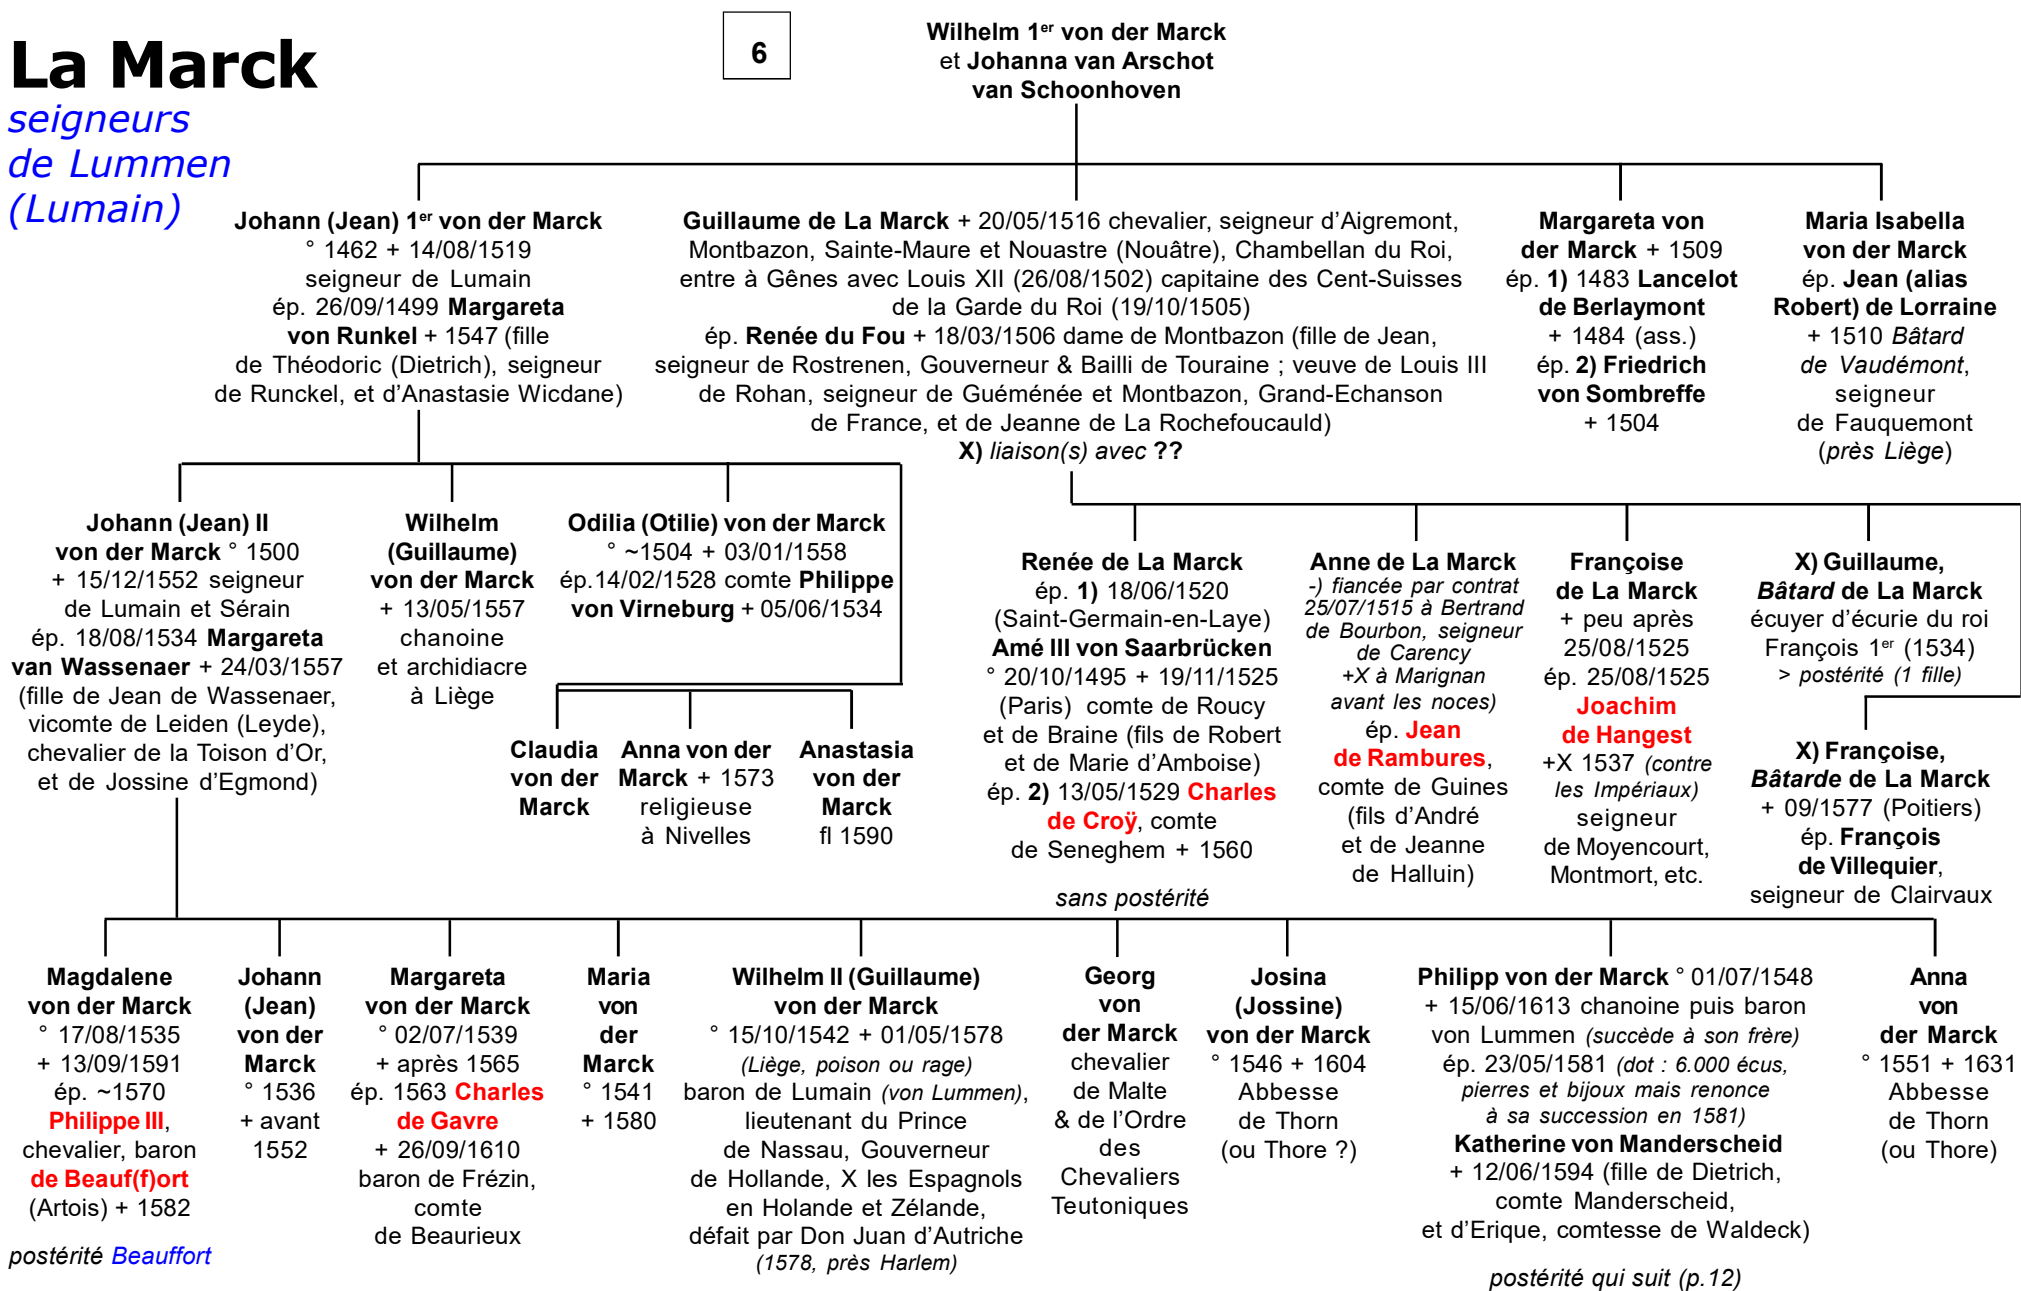 La Marck
seigneurs
de Lummen
(Lumain)
6
Wilhelm 1er von der Marck
et Johanna van Arschot
van Schoonhoven
Johann (Jean) 1er von der Marck
° 1462 + 14/08/1519
seigneur de Lumain
ép. 26/09/1499 Margareta
von Runkel + 1547 (fille
de Théodoric (Dietrich), seigneur
de Runckel, et d'Anastasie Wicdane)
Guillaume de La Marck + 20/05/1516 chevalier, seigneur d'Aigremont,
Montbazon, Sainte-Maure et Nouastre (Nouâtre), Chambellan du Roi,
entre à Gênes avec Louis XII (26/08/1502) capitaine des Cent-Suisses
de la Garde du Roi (19/10/1505)
ép. Renée du Fou + 18/03/1506 dame de Montbazon (fille de Jean,
seigneur de Rostrenen, Gouverneur & Bailli de Touraine ; veuve de Louis III
de Rohan, seigneur de Guéménée et Montbazon, Grand-Echanson
de France, et de Jeanne de La Rochefoucauld)
X) liaison(s) avec ??
Margareta von
der Marck + 1509
ép. 1) 1483 Lancelot
de Berlaymont
+ 1484 (ass.)
ép. 2) Friedrich
von Sombreffe
+ 1504
Maria Isabella
von der Marck
ép. Jean (alias
Robert) de Lorraine
+ 1510 Bâtard
de Vaudémont,
seigneur
de Fauquemont
(près Liège)
Johann (Jean) II
von der Marck ° 1500
+ 15/12/1552 seigneur
de Lumain et Sérain
ép. 18/08/1534 Margareta
van Wassenaer + 24/03/1557
(fille de Jean de Wassenaer,
vicomte de Leiden (Leyde),
chevalier de la Toison d'Or,
et de Jossine d'Egmond)
Wilhelm
(Guillaume)
von der Marck
+ 13/05/1557
chanoine
et archidiacre
à Liège
Odilia (Otilie) von der Marck
° ~1504 + 03/01/1558
ép.14/02/1528 comte Philippe
von Virneburg + 05/06/1534
Claudia
von der
Marck
Anna von der
Marck + 1573
religieuse
à Nivelles
Anastasia
von der
Marck
fl 1590
Renée de La Marck
ép. 1) 18/06/1520
(Saint-Germain-en-Laye)
Amé III von Saarbrücken
° 20/10/1495 + 19/11/1525
(Paris) comte de Roucy
et de Braine (fils de Robert
et de Marie d'Amboise)
ép. 2) 13/05/1529 Charles
de Croÿ, comte
de Seneghem + 1560
sans postérité
Anne de La Marck
-) fiancée par contrat
25/07/1515 à Bertrand
de Bourbon, seigneur
de Carency
+X à Marignan
avant les noces)
ép. Jean
de Rambures,
comte de Guines
(fils d'André
et de Jeanne
de Halluin)
Françoise
de La Marck
+ peu après
25/08/1525
ép. 25/08/1525
Joachim
de Hangest
+X 1537 (contre
les Impériaux)
seigneur
de Moyencourt,
Montmort, etc.
X) Guillaume,
Bâtard de La Marck
écuyer d'écurie du roi
François 1er (1534)
> postérité (1 fille)
X) Françoise,
Bâtarde de La Marck
+ 09/1577 (Poitiers)
ép. François
de Villequier,
seigneur de Clairvaux
Magdalene
von der Marck
° 17/08/1535
+ 13/09/1591
ép. ~1570
Philippe III,
chevalier, baron
de Beauf(f)ort
(Artois) + 1582
postérité Beauffort
Johann
(Jean)
von der
Marck
° 1536
+ avant
1552
Margareta
von der Marck
° 02/07/1539
+ après 1565
ép. 1563 Charles
de Gavre
+ 26/09/1610
baron de Frézin,
comte
de Beaurieux
Maria
von
der
Marck
° 1541
+ 1580
Wilhelm II (Guillaume)
von der Marck
° 15/10/1542 + 01/05/1578
(Liège, poison ou rage)
baron de Lumain (von Lummen),
lieutenant du Prince
de Nassau, Gouverneur
de Hollande, X les Espagnols
en Holande et Zélande,
défait par Don Juan d'Autriche
(1578, près Harlem)
Georg
von
der Marck
chevalier
de Malte
& de l'Ordre
des
Chevaliers
Teutoniques
Josina
(Jossine)
von der Marck
° 1546 + 1604
Abbesse
de Thorn
(ou Thore ?)
Philipp von der Marck ° 01/07/1548
+ 15/06/1613 chanoine puis baron
von Lummen (succède à son frère)
ép. 23/05/1581 (dot : 6.000 écus,
pierres et bijoux mais renonce
à sa succession en 1581)
Katherine von Manderscheid
+ 12/06/1594 (fille de Dietrich,
comte Manderscheid,
et d'Erique, comtesse de Waldeck)
postérité qui suit (p.12)
Anna
von
der Marck
° 1551 + 1631
Abbesse
de Thorn
(ou Thore)